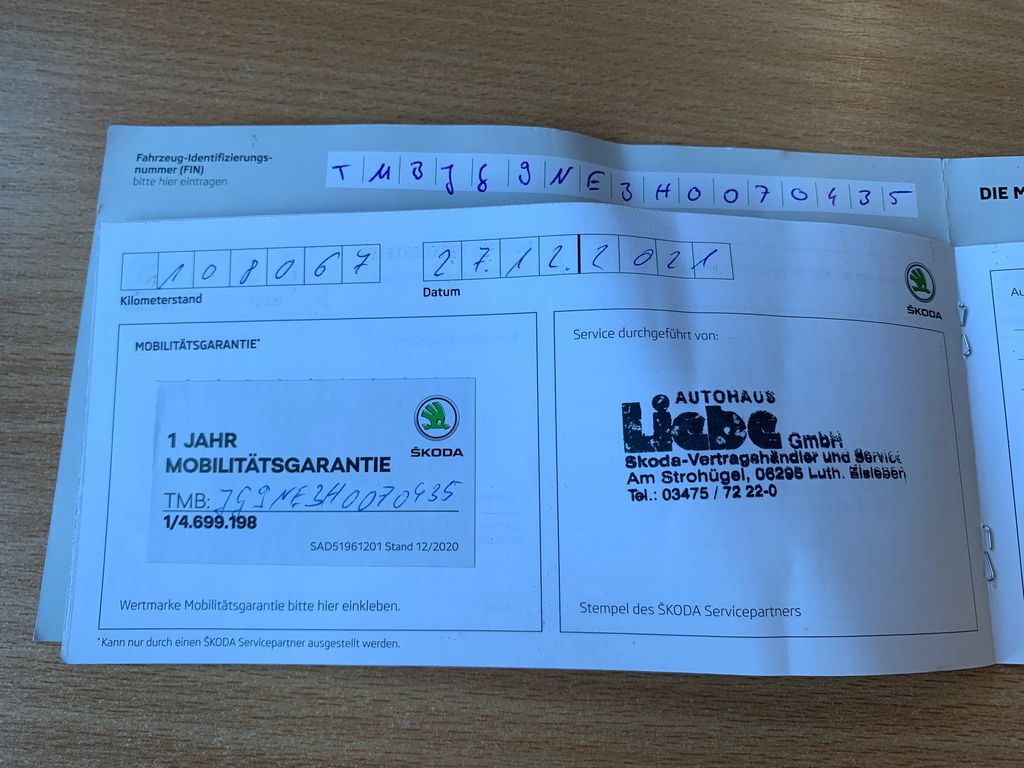 Fahrzeug-Identifizierungs-
nummer (FIN)
bitte hier eintragen
TMBJG9NE3H0070435
DIE M
108067
27.12.2021
Kilometerstand
Datum
ŠKODA
MOBILITÄTSGARANTIE*
1 JAHR
MOBILITÄTSGARANTIE
ŠKODA
TMB: JG9NE3H0070435
1/4.699.198
SAD51961201 Stand 12/2020
Wertmarke Mobilitätsgarantie bitte hier einkleben.
*Kann nur durch einen ŠKODA Servicepartner ausgestellt werden.
Service durchgeführt von:
AUTOHAUS
Liebe GmbH
Skoda-Vertragshändler und Service
Am Strohügel, 06295 Luth. Eisleben
Tel.: 03475 / 72 22-0
Stempel des ŠKODA Servicepartners
Au